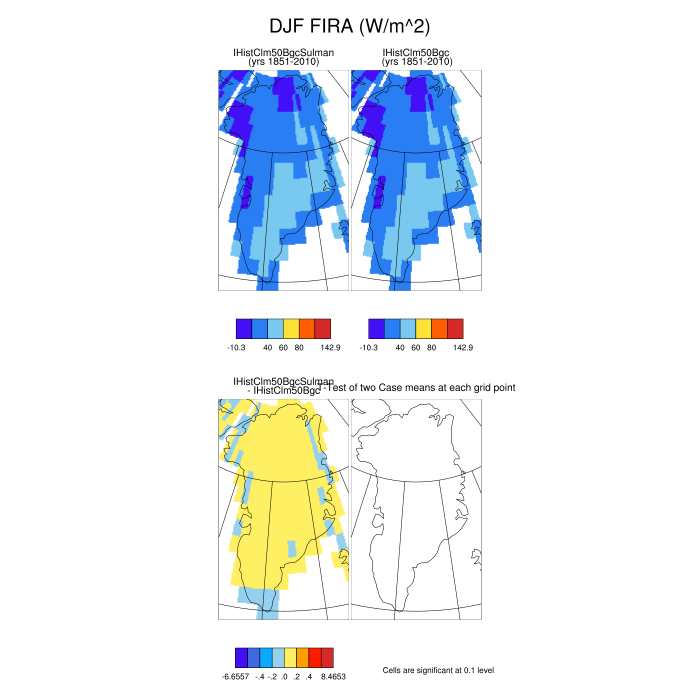 DJF FIRA (W/m^2)
IHistClm50BgcSulman
(yrs 1851-2010)
IHistClm50Bgc
(yrs 1851-2010)
-10.3 40 60 80 142.9
-10.3 40 60 80 142.9
IHistClm50BgcSulman
- IHistClm50Bgc
T-Test of two Case means at each grid point
-6.6557 -.4 -.2 .0 .2 .4 8.4653
Cells are significant at 0.1 level